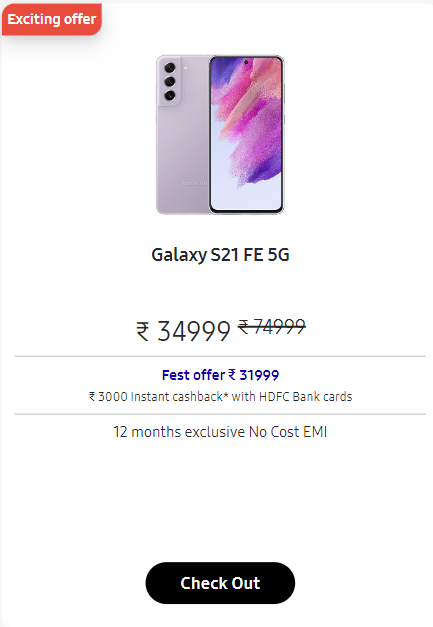 Exciting offer
Galaxy S21 FE 5G
₹ 34999 ₹ 74999
Fest offer ₹ 31999
₹ 3000 Instant cashback* with HDFC Bank cards
12 months exclusive No Cost EMI
Check Out